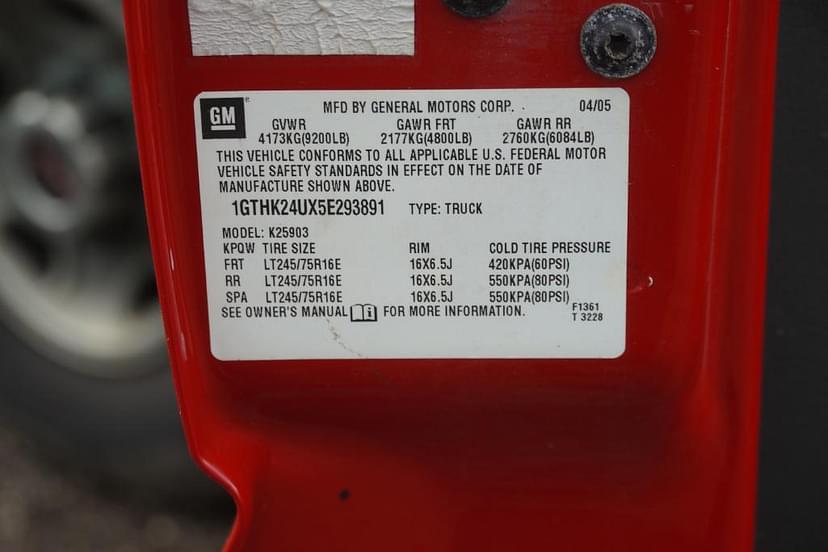 GM ® MFD BY GENERAL MOTORS CORP. 04/05
GVWR GAWR FRT GAWR RR
4173KG(9200LB) 2177KG(4800LB) 2760KG(6084LB)
THIS VEHICLE CONFORMS TO ALL APPLICABLE U.S. FEDERAL MOTOR
VEHICLE SAFETY STANDARDS IN EFFECT ON THE DATE OF
MANUFACTURE SHOWN ABOVE.
1GTHK24UX5E293891 TYPE: TRUCK
MODEL: K25903
KPQW TIRE SIZE RIM COLD TIRE PRESSURE
FRT LT245/75R16E 16X6.5J 420KPA(60PSI)
RR LT245/75R16E 16X6.5J 550KPA(80PSI)
SPA LT245/75R16E 16X6.5J 550KPA(80PSI)
SEE OWNER'S MANUAL i FOR MORE INFORMATION. F1361
T 3228